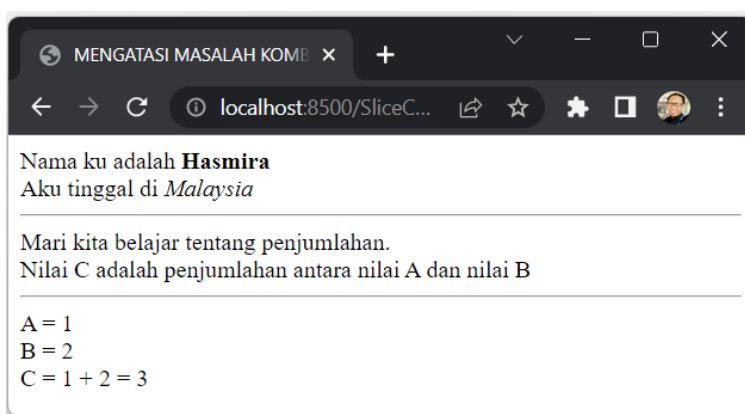 MENGATASI MASALAH KOMB
localhost:8500/SliceC...
Nama ku adalah Hasmira
Aku tinggal di Malaysia
Mari kita belajar tentang penjumlahan.
Nilai C adalah penjumlahan antara nilai A dan nilai B
A = 1
B = 2
C = 1 + 2 = 3